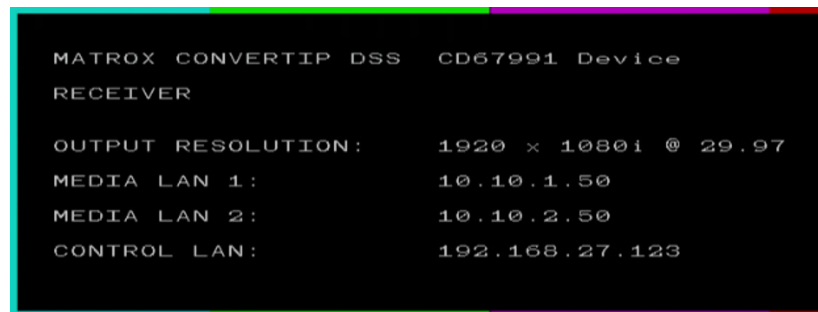 MATROX CONVERTIP DSS CD67991 Device
RECEIVER
OUTPUT RESOLUTION: 1920 x 1080i @ 29.97
MEDIA LAN 1: 10.10.1.50
MEDIA LAN 2: 10.10.2.50
CONTROL LAN: 192.168.27.123